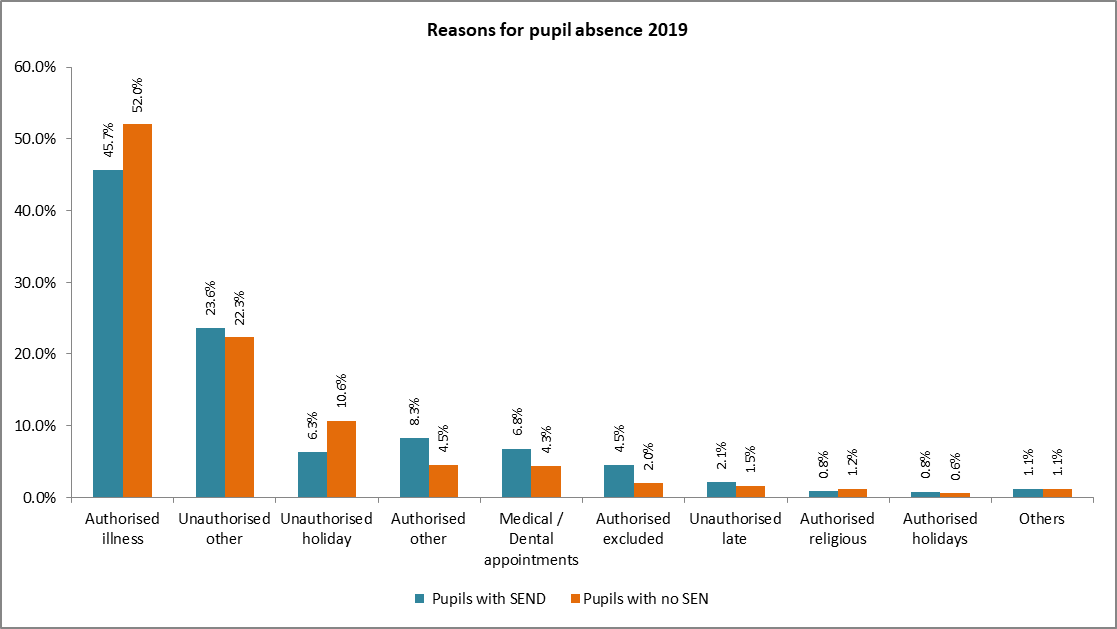 Reasons for pupil absence 2019
60.0%
50.0%
40.0%
30.0%
20.0%
10.0%
0.0%
45.7%
52.0%
23.6%
22.3%
6.3%
10.6%
8.3%
4.5%
6.8%
4.3%
4.5%
2.0%
2.1%
1.5%
0.8%
1.2%
0.8%
0.6%
1.1%
1.1%
Authorised
illness
Unauthorised
other
Unauthorised
holiday
Authorised
other
Medical /
Dental
appointments
Authorised
excluded
Unauthorised
late
Authorised
religious
Authorised
holidays
Others
Pupils with SEND
Pupils with no SEN